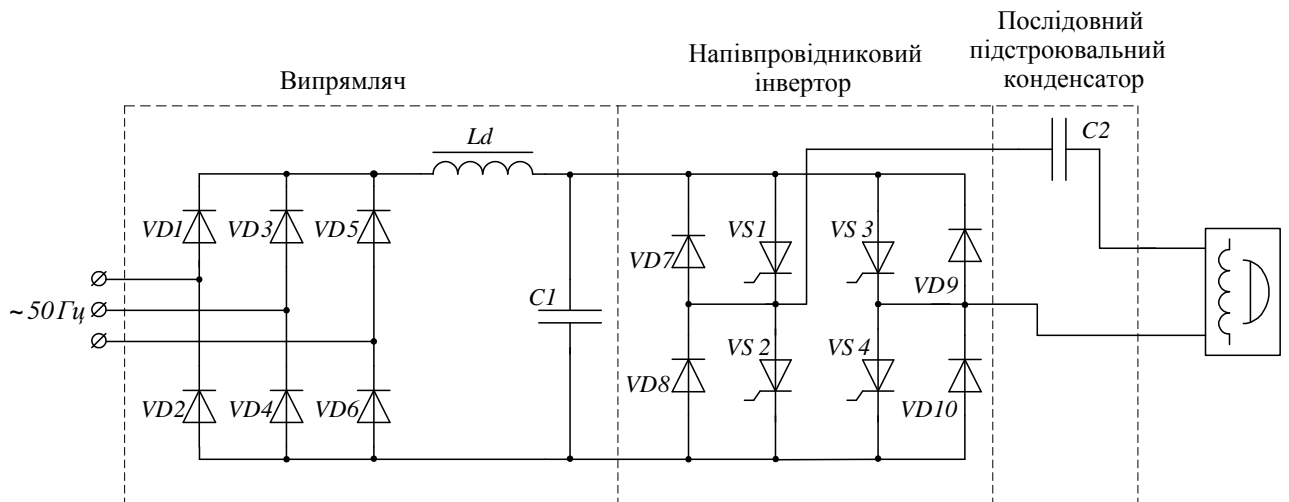 Послідовний
підстроювальний
конденсатор
Напівпровідниковий
інвертор
Випрямляч
Ld
C2
VD1
VD3
VD5
VS1
VS 3
VD7
VD9
~50Гц
C1
VS 2
VS 4
VD2
VD4
VD6
VD8
VD10